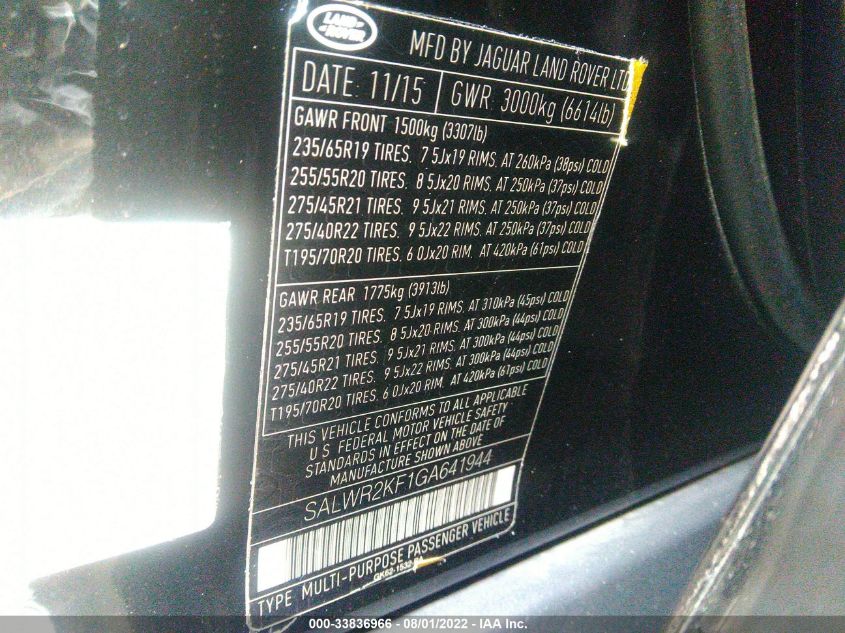 LAND
ROVER
MFD BY JAGUAR LAND ROVER LTD
DATE: 11/15 GWR: 3000kg (6614lb)
GAWR FRONT 1500kg (3307lb)
235/65R19 TIRES. 7 5Jx19 RIMS. AT 260kPa (38psi) COLD
255/55R20 TIRES. 8 5Jx20 RIMS. AT 250kPa (37psi) COLD
275/45R21 TIRES. 9 5Jx21 RIMS. AT 250kPa (37psi) COLD
275/40R22 TIRES. 9 5Jx22 RIMS. AT 250kPa (37psi) COLD
T195/70R20 TIRES. 6 0Jx20 RIM. AT 420kPa (61psi) COLD
GAWR REAR 1775kg (3913lb)
235/65R19 TIRES. 7 5Jx19 RIMS. AT 310kPa (45psi) COLD
255/55R20 TIRES. 8 5Jx20 RIMS. AT 300kPa (44psi) COLD
275/45R21 TIRES. 9 5Jx21 RIMS. AT 300kPa (44psi) COLD
275/40R22 TIRES. 9 5Jx22 RIMS. AT 300kPa (44psi) COLD
T195/70R20 TIRES. 6 0Jx20 RIM. AT 420kPa (61psi) COLD
THIS VEHICLE CONFORMS TO ALL APPLICABLE
U S FEDERAL MOTOR VEHICLE SAFETY
STANDARDS IN EFFECT ON THE DATE OF
MANUFACTURE SHOWN ABOVE
SALWR2KF1GA641944
TYPE MULTI-PURPOSE PASSENGER VEHICLE
000-33836966 - 08/01/2022 - IAA Inc.